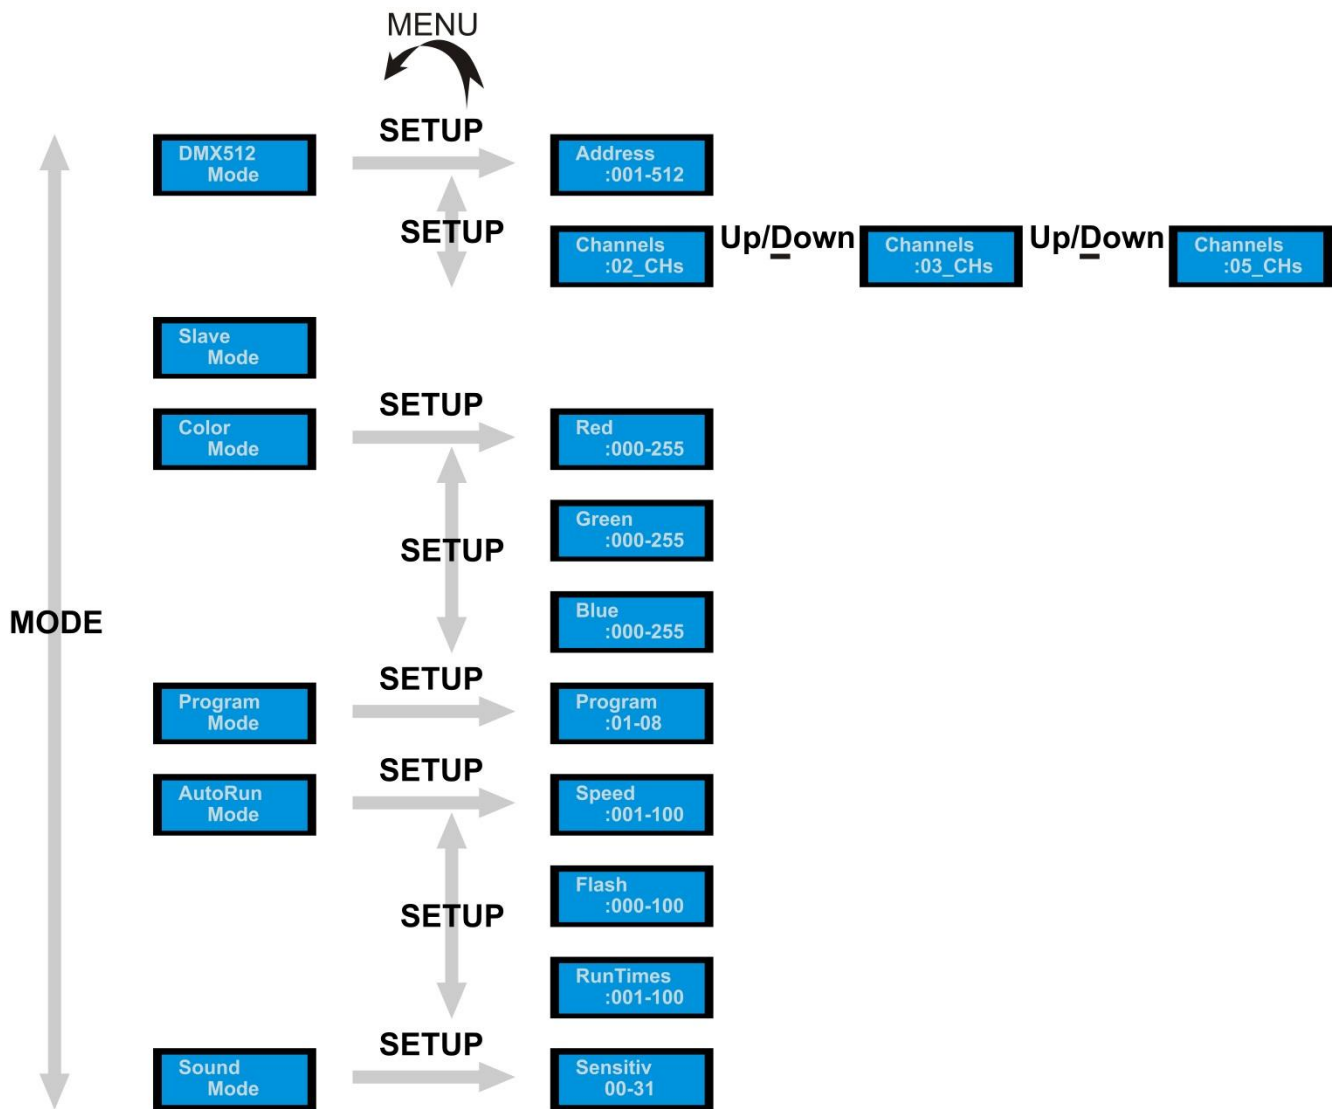 MENU
SETUP
DMX512
Mode
Address
:001-512
SETUP
Channels
:02_CHs
Up/Down
Channels
:03_CHs
Up/Down
Channels
:05_CHs
Slave
Mode
SETUP
Color
Mode
Red
:000-255
Green
:000-255
SETUP
Blue
:000-255
MODE
SETUP
Program
Mode
Program
:01-08
SETUP
AutoRun
Mode
Speed
:001-100
Flash
:000-100
SETUP
RunTimes
:001-100
SETUP
Sound
Mode
Sensitiv
00-31